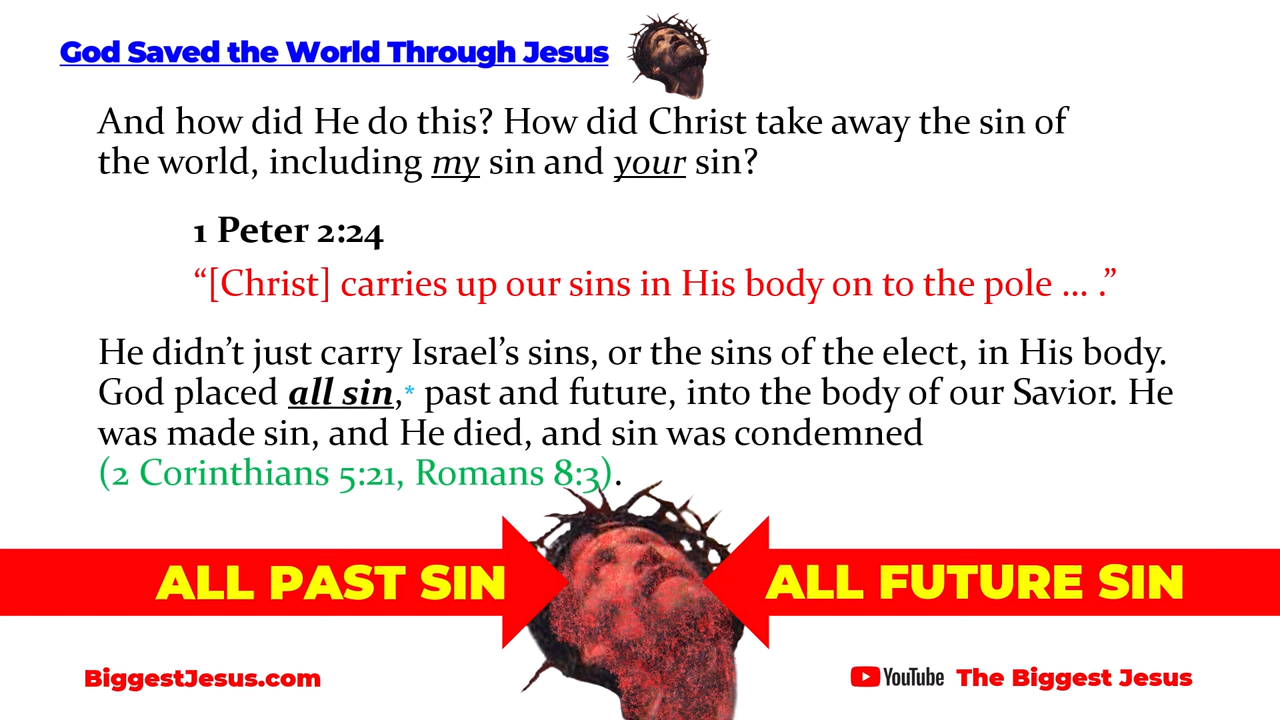 God Saved the World Through Jesus
And how did He do this? How did Christ take away the sin of
the world, including my sin and your sin?
1 Peter 2:24
“[Christ] carries up our sins in His body on to the pole ... .”
He didn’t just carry Israel’s sins, or the sins of the elect, in His body.
God placed all sin,* past and future, into the body of our Savior. He
was made sin, and He died, and sin was condemned
(2 Corinthians 5:21, Romans 8:3).
ALL PAST SIN
ALL FUTURE SIN
BiggestJesus.com
YouTube The Biggest Jesus